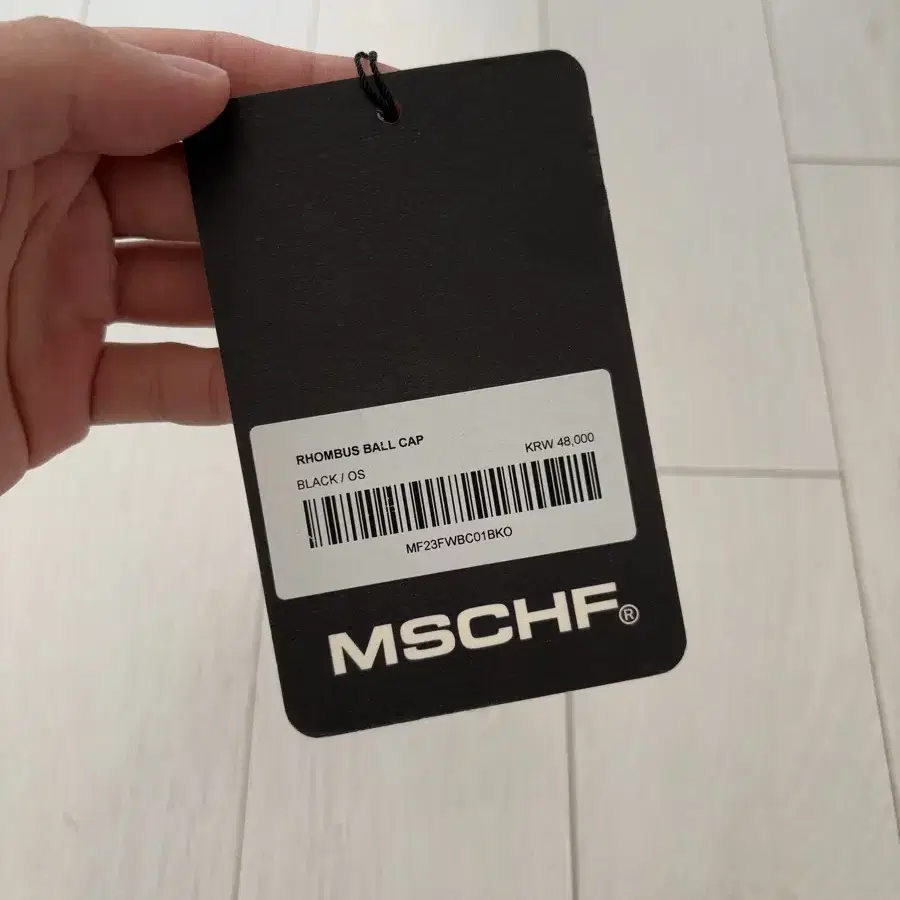 RHOMBUS BALL CAP
KRW 48,000
BLACK / OS
MF23FWBC01BKO
MSCHF®